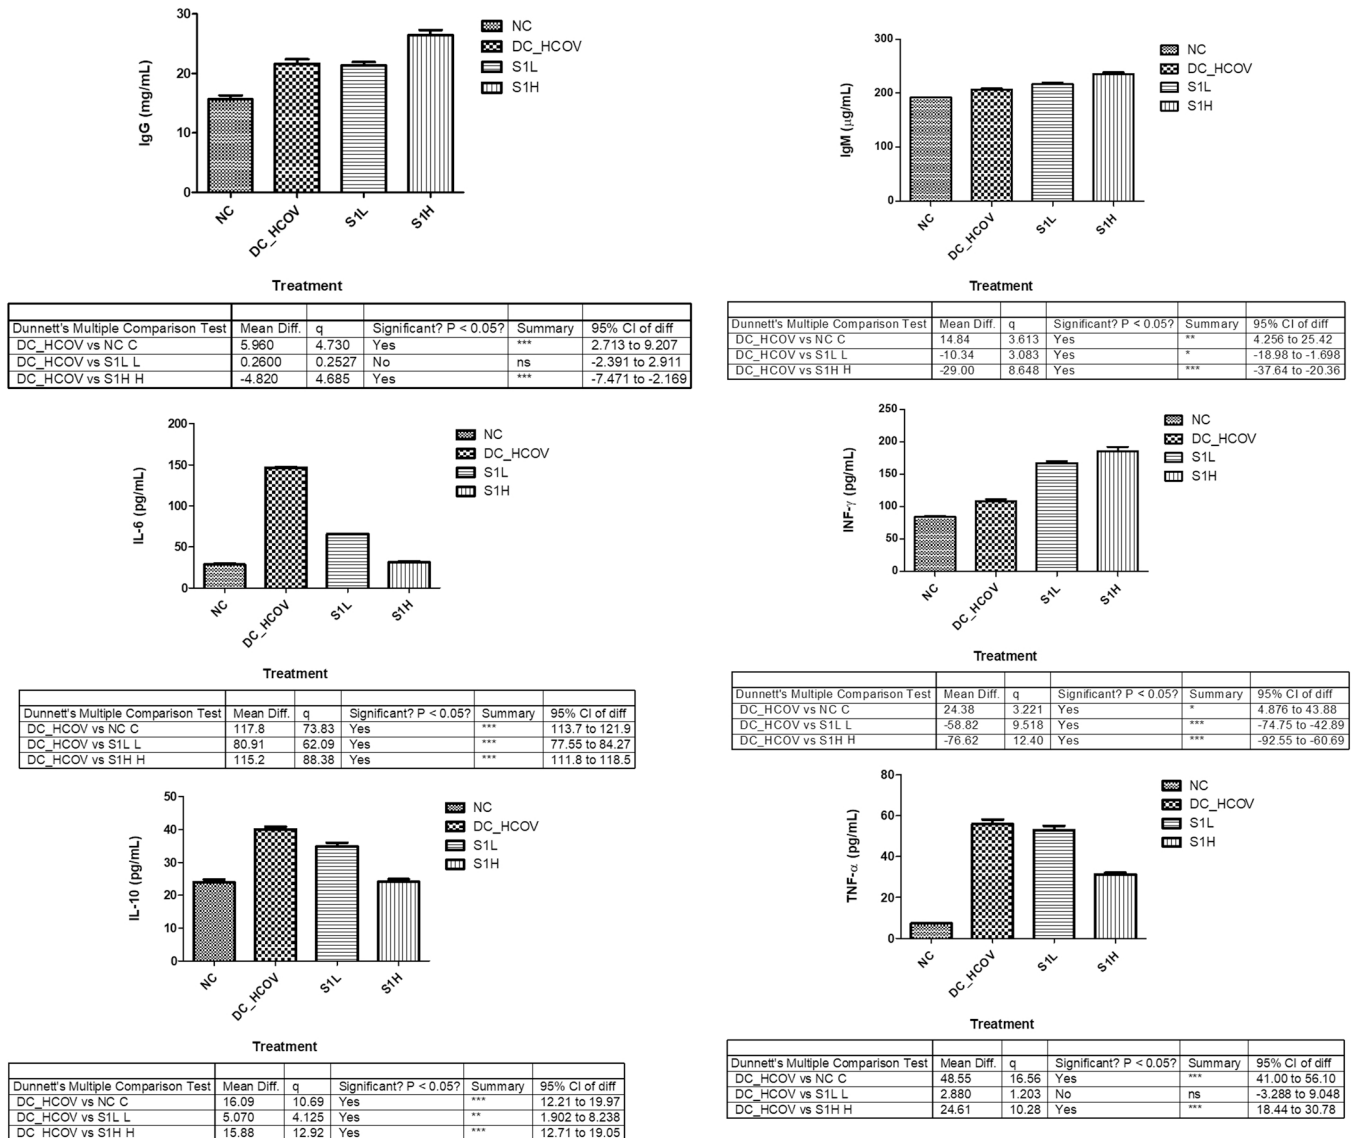 30
20
10
0
IgG (mg/mL)
NC
DC_HCOV
S1L
S1H
NC
DC_HCOV
S1L
S1H
Treatment
Dunnett's Multiple Comparison Test Mean Diff. q Significant? P < 0.05? Summary 95% CI of diff
DC_HCOV vs NC C 5.960 4.730 Yes *** 2.713 to 9.207
DC_HCOV vs S1L L 0.2600 0.2527 No ns -2.391 to 2.911
DC_HCOV vs S1H H -4.820 4.685 Yes *** -7.471 to -2.169
300
200
100
0
IgM (µg/mL)
NC
DC_HCOV
S1L
S1H
NC
DC_HCOV
S1L
S1H
Treatment
Dunnett's Multiple Comparison Test Mean Diff. q Significant? P < 0.05? Summary 95% CI of diff
DC_HCOV vs NC C 14.84 3.613 Yes ** 4.256 to 25.42
DC_HCOV vs S1L L -10.34 3.083 Yes * -18.98 to -1.698
DC_HCOV vs S1H H -29.00 8.648 Yes *** -37.64 to -20.36
200
150
100
50
0
IL-6 (pg/mL)
NC
DC_HCOV
S1L
S1H
NC
DC_HCOV
S1L
S1H
Treatment
Dunnett's Multiple Comparison Test Mean Diff. q Significant? P < 0.05? Summary 95% CI of diff
DC_HCOV vs NC C 117.8 73.83 Yes *** 113.7 to 121.9
DC_HCOV vs S1L L 80.91 62.09 Yes *** 77.55 to 84.27
DC_HCOV vs S1H H 115.2 88.38 Yes *** 111.8 to 118.5
250
200
150
100
50
0
INF-γ (pg/mL)
NC
DC_HCOV
S1L
S1H
NC
DC_HCOV
S1L
S1H
Treatment
Dunnett's Multiple Comparison Test Mean Diff. q Significant? P < 0.05? Summary 95% CI of diff
DC_HCOV vs NC C 24.38 3.221 Yes * 4.876 to 43.88
DC_HCOV vs S1L L -58.82 9.518 Yes *** -74.75 to -42.89
DC_HCOV vs S1H H -76.62 12.40 Yes *** -92.55 to -60.69
50
40
30
20
10
0
IL-10 (pg/mL)
NC
DC_HCOV
S1L
S1H
NC
DC_HCOV
S1L
S1H
Treatment
Dunnett's Multiple Comparison Test Mean Diff. q Significant? P < 0.05? Summary 95% CI of diff
DC_HCOV vs NC C 16.09 10.69 Yes *** 12.21 to 19.97
DC_HCOV vs S1L L 5.070 4.125 Yes ** 1.902 to 8.238
DC_HCOV vs S1H H 15.88 12.92 Yes *** 12.71 to 19.05
80
60
40
20
0
TNF-α (pg/mL)
NC
DC_HCOV
S1L
S1H
NC
DC_HCOV
S1L
S1H
Treatment
Dunnett's Multiple Comparison Test Mean Diff. q Significant? P < 0.05? Summary 95% CI of diff
DC_HCOV vs NC C 48.55 16.56 Yes *** 41.00 to 56.10
DC_HCOV vs S1L L 2.880 1.203 No ns -3.288 to 9.048
DC_HCOV vs S1H H 24.61 10.28 Yes *** 18.44 to 30.78